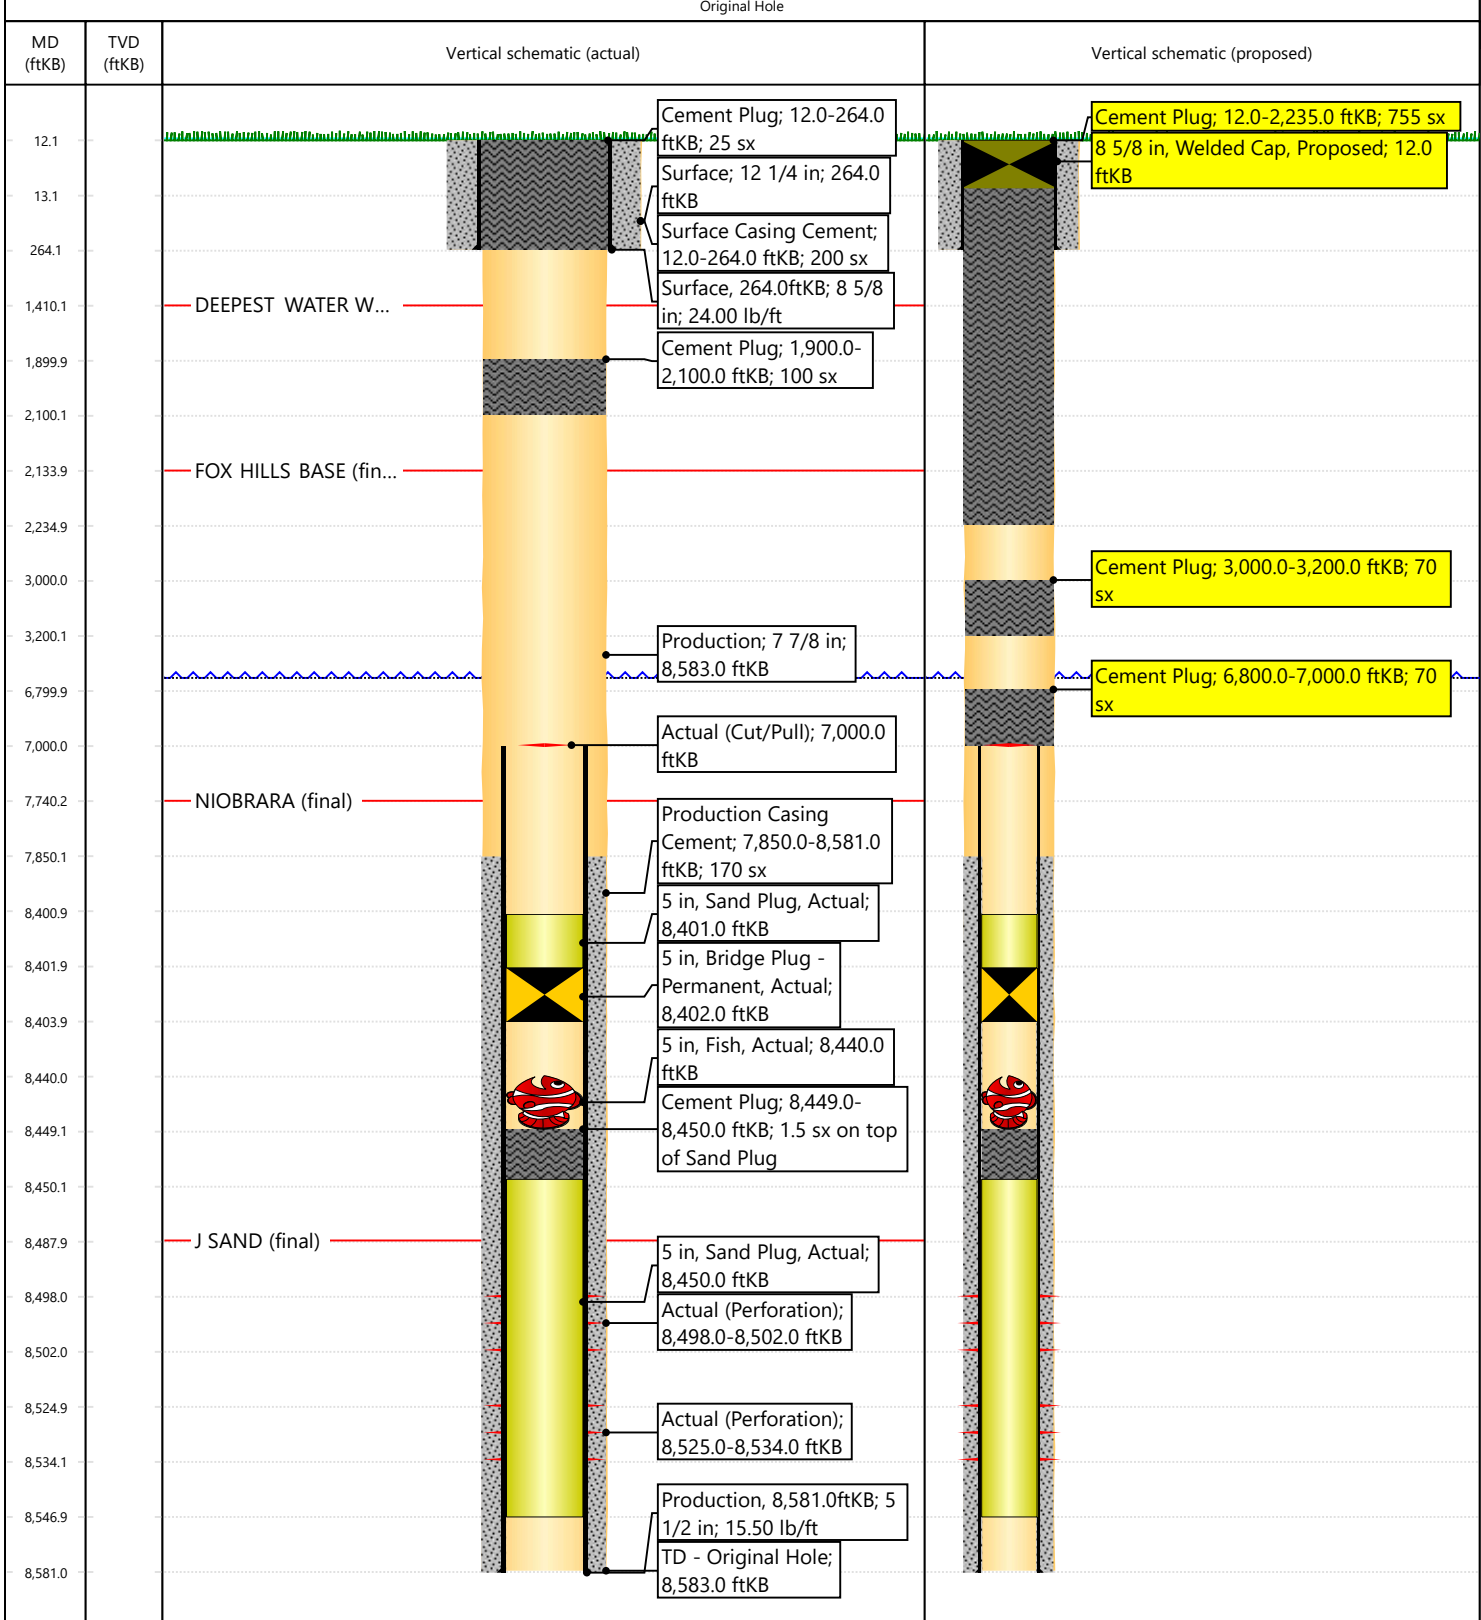 Original Hole
MD
(ftKB)
TVD
(ftKB)
Vertical schematic (actual)
Vertical schematic (proposed)
12.1
13.1
264.1
1,410.1
1,899.9
2,100.1
2,133.9
2,234.9
3,000.0
3,200.1
6,799.9
7,000.0
7,740.2
7,850.1
8,400.9
8,401.9
8,403.9
8,440.0
8,449.1
8,450.1
8,487.9
8,498.0
8,502.0
8,524.9
8,534.1
8,546.9
8,581.0
DEEPEST WATER W...
FOX HILLS BASE (fin...
NIOBRARA (final)
J SAND (final)
Cement Plug; 12.0-264.0
ftKB; 25 sx
Surface; 12 1/4 in; 264.0
ftKB
Surface Casing Cement;
12.0-264.0 ftKB; 200 sx
Surface, 264.0ftKB; 8 5/8
in; 24.00 lb/ft
Cement Plug; 1,900.0-
2,100.0 ftKB; 100 sx
Production; 7 7/8 in;
8,583.0 ftKB
Actual (Cut/Pull); 7,000.0
ftKB
Production Casing
Cement; 7,850.0-8,581.0
ftKB; 170 sx
5 in, Sand Plug, Actual;
8,401.0 ftKB
5 in, Bridge Plug -
Permanent, Actual;
8,402.0 ftKB
5 in, Fish, Actual; 8,440.0
ftKB
Cement Plug; 8,449.0-
8,450.0 ftKB; 1.5 sx on top
of Sand Plug
5 in, Sand Plug, Actual;
8,450.0 ftKB
Actual (Perforation);
8,498.0-8,502.0 ftKB
Actual (Perforation);
8,525.0-8,534.0 ftKB
Production, 8,581.0ftKB; 5
1/2 in; 15.50 lb/ft
TD - Original Hole;
8,583.0 ftKB
Cement Plug; 12.0-2,235.0 ftKB; 755 sx
8 5/8 in, Welded Cap, Proposed; 12.0
ftKB
Cement Plug; 3,000.0-3,200.0 ftKB; 70
sx
Cement Plug; 6,800.0-7,000.0 ftKB; 70
sx